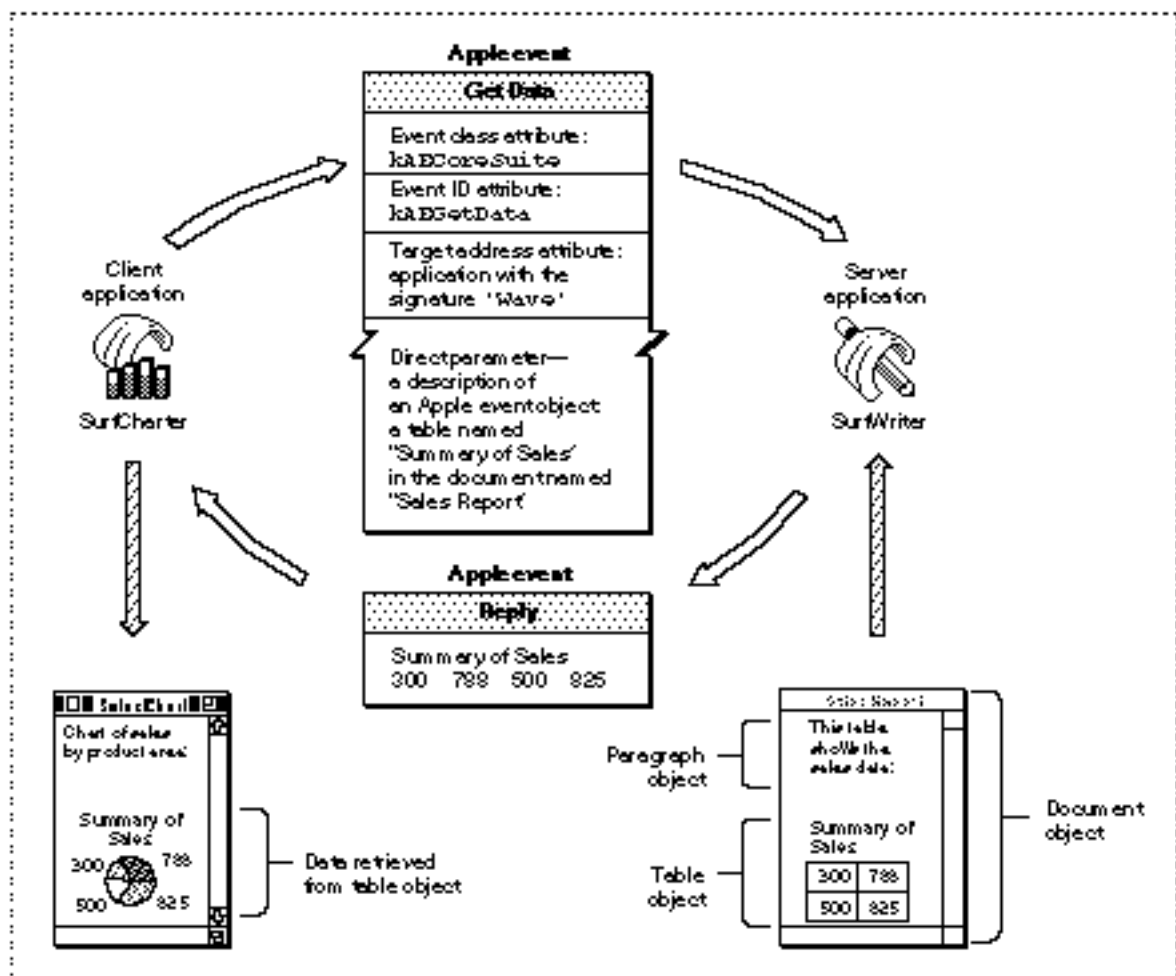 Apple event
Get Data
Event class attribute:
kAECoreSuite
Event ID attribute:
kAEGetData
Target address attribute:
application with the
signature 'Wave'
Direct parameter—
a description of
an Apple event object:
a table named
"Summary of Sales"
in the document named
"Sales Report"
Client
application
SurfCharter
Server
application
SurfWriter
Apple event
Reply
Summary of Sales
300 788 500 825
Sales Chart
Chart of sales
by product area:
Summary of
Sales
300 788
500 825
Data retrieved
from table object
Sales Report
This table
shows the
sales data:
Summary of
Sales
300 788
500 825
Paragraph
object
Table
object
Document
object